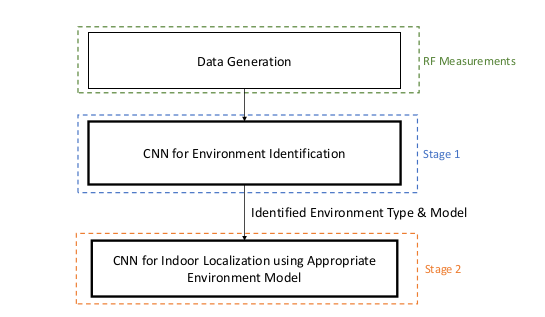 Data Generation
RF Measurements
CNN for Environment Identification
Stage 1
Identified Environment Type & Model
CNN for Indoor Localization using Appropriate
Environment Model
Stage 2